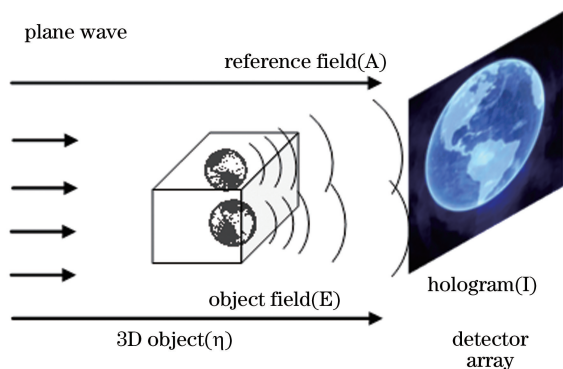 plane wave
reference field(A)
object field(E)
3D object(η)
hologram(I)
detector
array